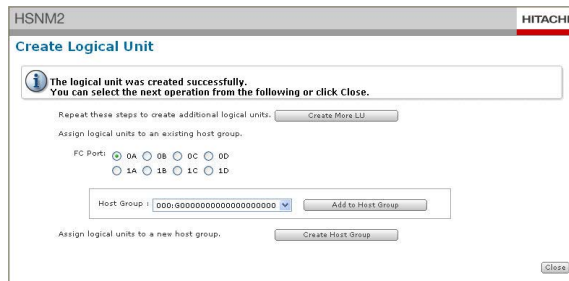 HSNM2
HITACHI
Create Logical Unit
The logical unit was created successfully.
You can select the next operation from the following or click Close.
Repeat these steps to create additional logical units. Create More LU
Assign logical units to an existing host group.
FC Port: 0A 0B 0C 0D
1A 1B 1C 1D
Host Group : 000:G0000000000000000000 Add to Host Group
Assign logical units to a new host group. Create Host Group
Close